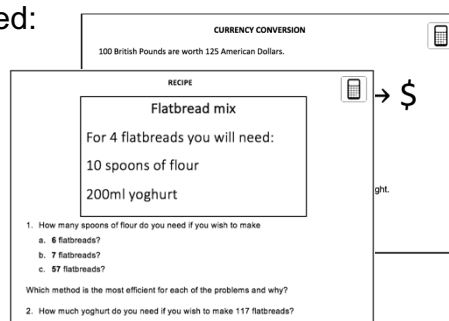 ed:
CURRENCY CONVERSION
100 British Pounds are worth 125 American Dollars.
→ $
ght.
RECIPE
Flatbread mix
For 4 flatbreads you will need:
10 spoons of flour
200ml yoghurt
1. How many spoons of flour do you need if you wish to make
a. 6 flatbreads?
b. 7 flatbreads?
c. 57 flatbreads?
Which method is the most efficient for each of the problems and why?
2. How much yoghurt do you need if you wish to make 117 flatbreads?